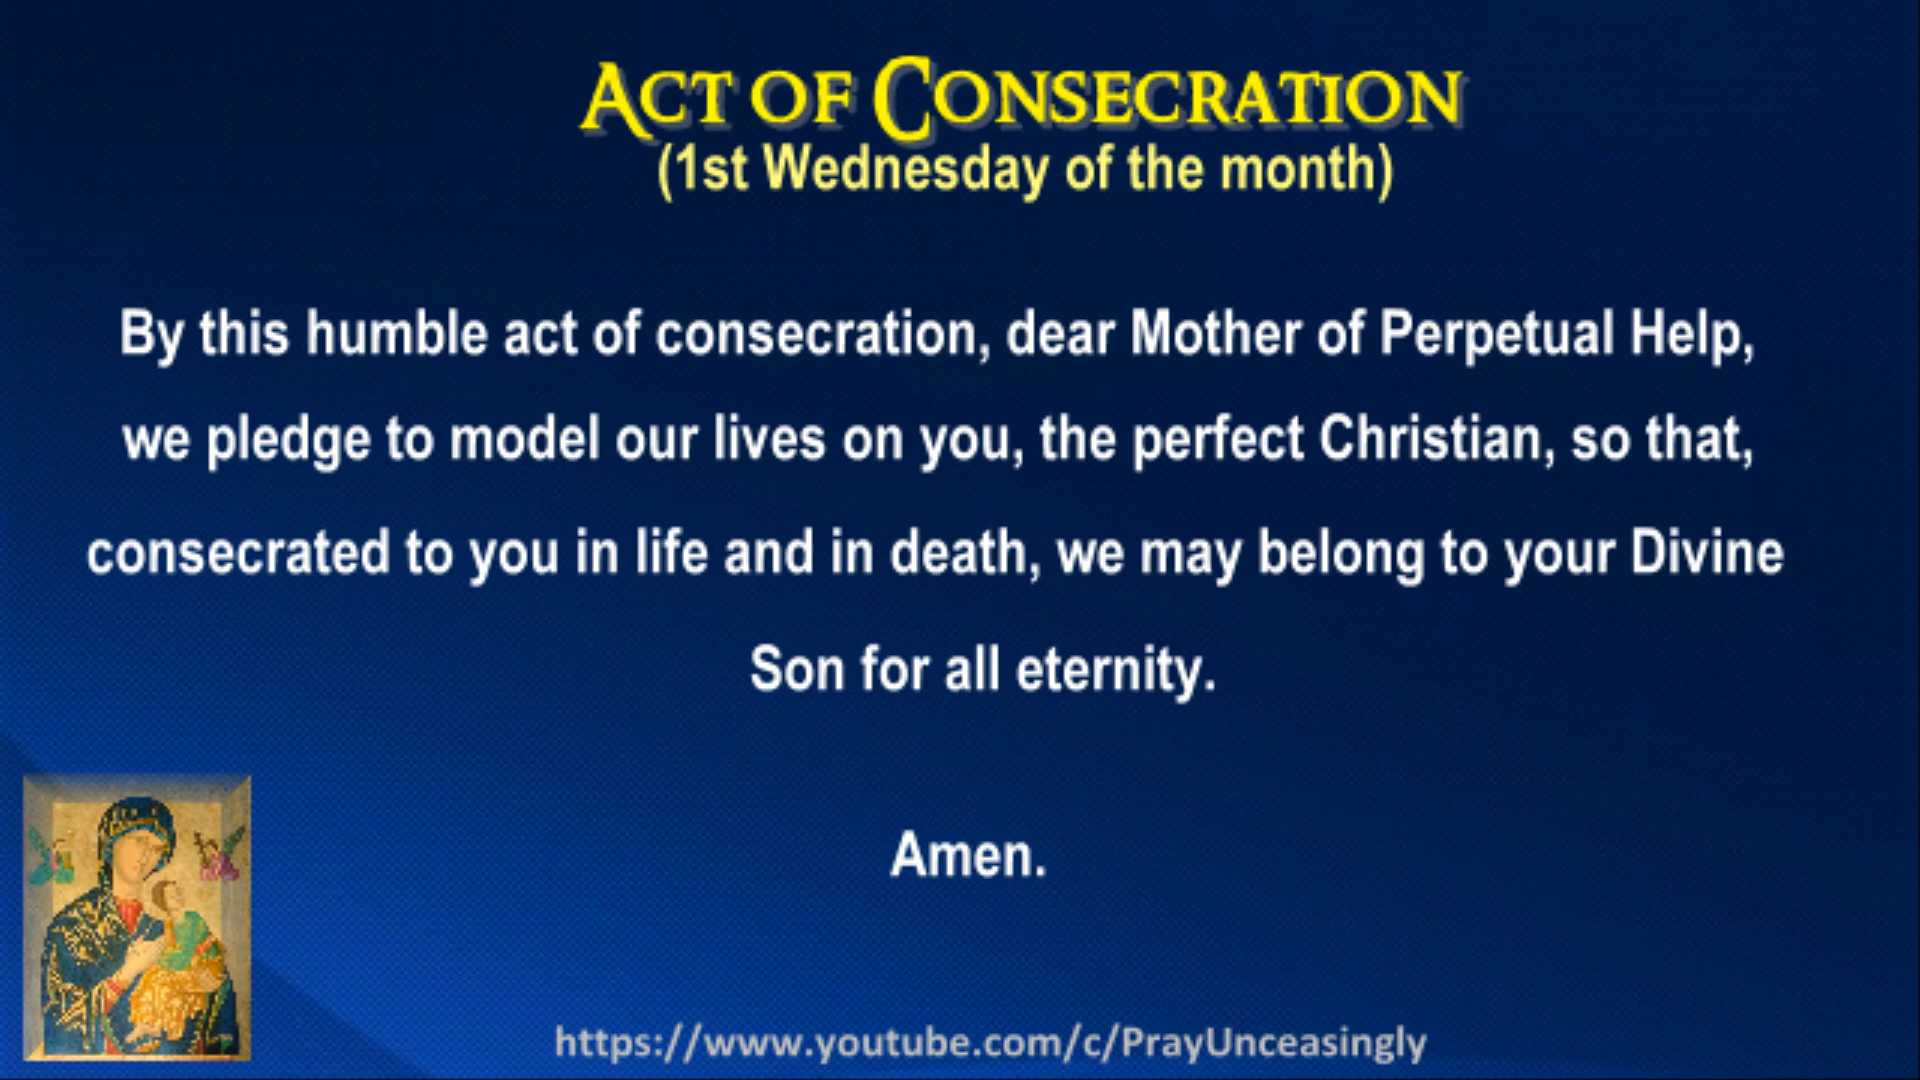 Act of Consecration
(1st Wednesday of the month)
By this humble act of consecration, dear Mother of Perpetual Help,
we pledge to model our lives on you, the perfect Christian, so that,
consecrated to you in life and in death, we may belong to your Divine
Son for all eternity.
Amen.
https://www.youtube.com/c/PrayUnceasingly